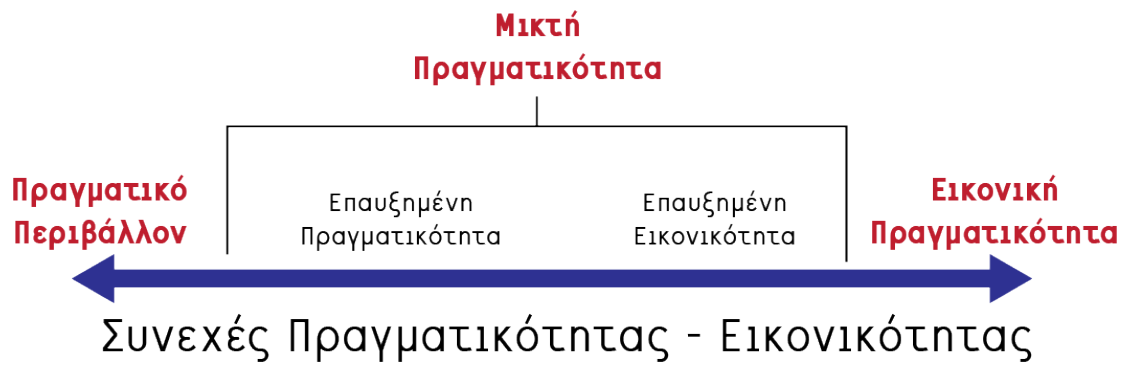 Μικτή
Πραγματικότητα
Πραγματικό
Περιβάλλον
Επαυξημένη
Πραγματικότητα
Επαυξημένη
Εικονικότητα
Εικονική
Πραγματικότητα
Συνεχές Πραγματικότητας - Εικονικότητας